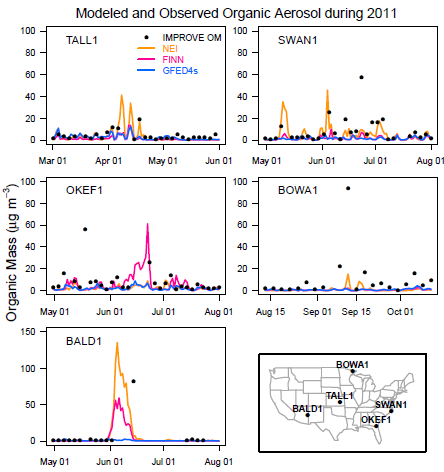 Modeled and Observed Organic Aerosol during 2011
Organic Mass (µg m⁻³)
TALL1
IMPROVE OM
NEI
FINN
GFED4s
100
80
60
40
20
0
Mar 01 Apr 01 May 01 Jun 01
SWAN1
100
80
60
40
20
0
May 01 Jun 01 Jul 01 Aug 01
OKEF1
100
80
60
40
20
0
May 01 Jun 01 Jul 01 Aug 01
BOWA1
100
80
60
40
20
0
Aug 15 Sep 01 Sep 15 Oct 01
BALD1
150
100
50
0
May 01 Jun 01 Jul 01 Aug 01
BOWA1
TALL1
BALD1
SWAN1
OKEF1